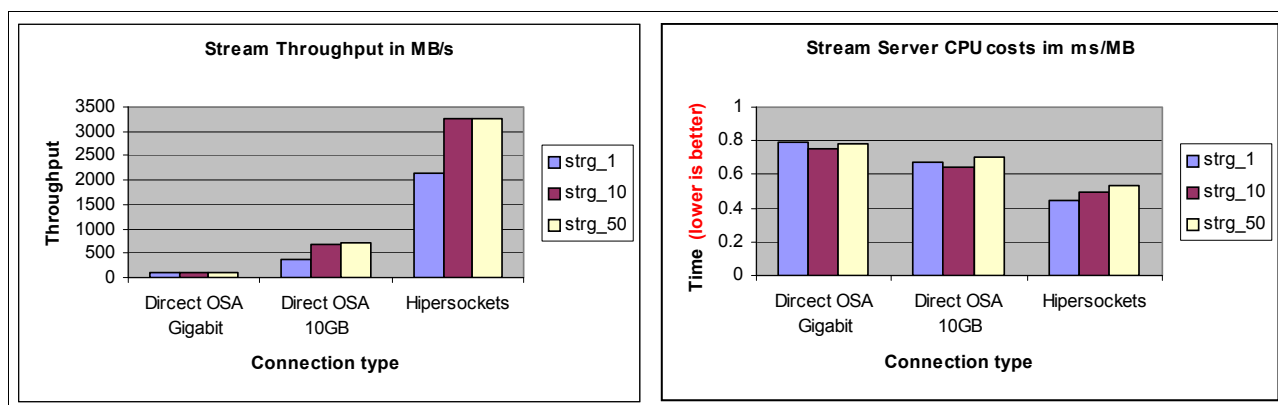 Stream Throughput in MB/s
3500
3000
2500
2000
1500
1000
500
0
Throughput
Dircect OSA
Gigabit
Direct OSA
10GB
Hipersockets
Connection type
strg_1
strg_10
strg_50
Stream Server CPU costs im ms/MB
1
0.8
0.6
0.4
0.2
0
Time (lower is better)
Dircect OSA
Gigabit
Direct OSA
10GB
Hipersockets
Connection type
strg_1
strg_10
strg_50